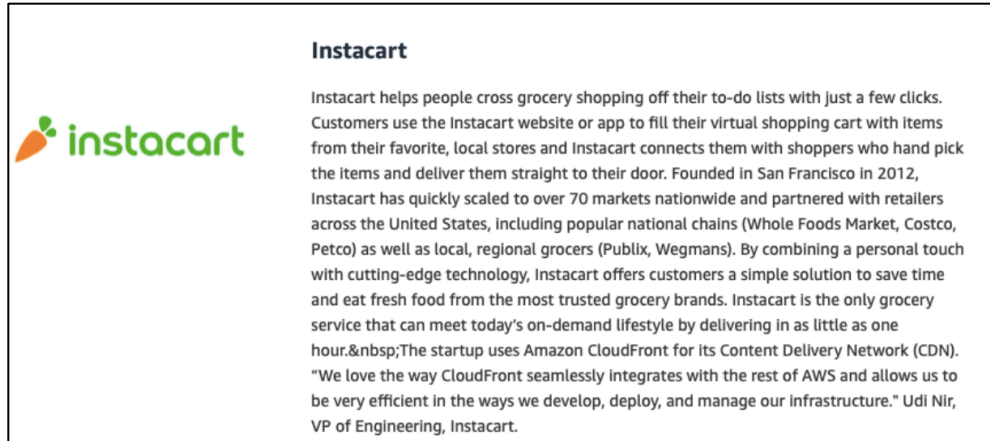 Instacart
instacart
Instacart helps people cross grocery shopping off their to-do lists with just a few clicks.
Customers use the Instacart website or app to fill their virtual shopping cart with items
from their favorite, local stores and Instacart connects them with shoppers who hand pick
the items and deliver them straight to their door. Founded in San Francisco in 2012,
Instacart has quickly scaled to over 70 markets nationwide and partnered with retailers
across the United States, including popular national chains (Whole Foods Market, Costco,
Petco) as well as local, regional grocers (Publix, Wegmans). By combining a personal touch
with cutting-edge technology, Instacart offers customers a simple solution to save time
and eat fresh food from the most trusted grocery brands. Instacart is the only grocery
service that can meet today's on-demand lifestyle by delivering in as little as one
hour.&nbsp;The startup uses Amazon CloudFront for its Content Delivery Network (CDN).
“We love the way CloudFront seamlessly integrates with the rest of AWS and allows us to
be very efficient in the ways we develop, deploy, and manage our infrastructure." Udi Nir,
VP of Engineering, Instacart.